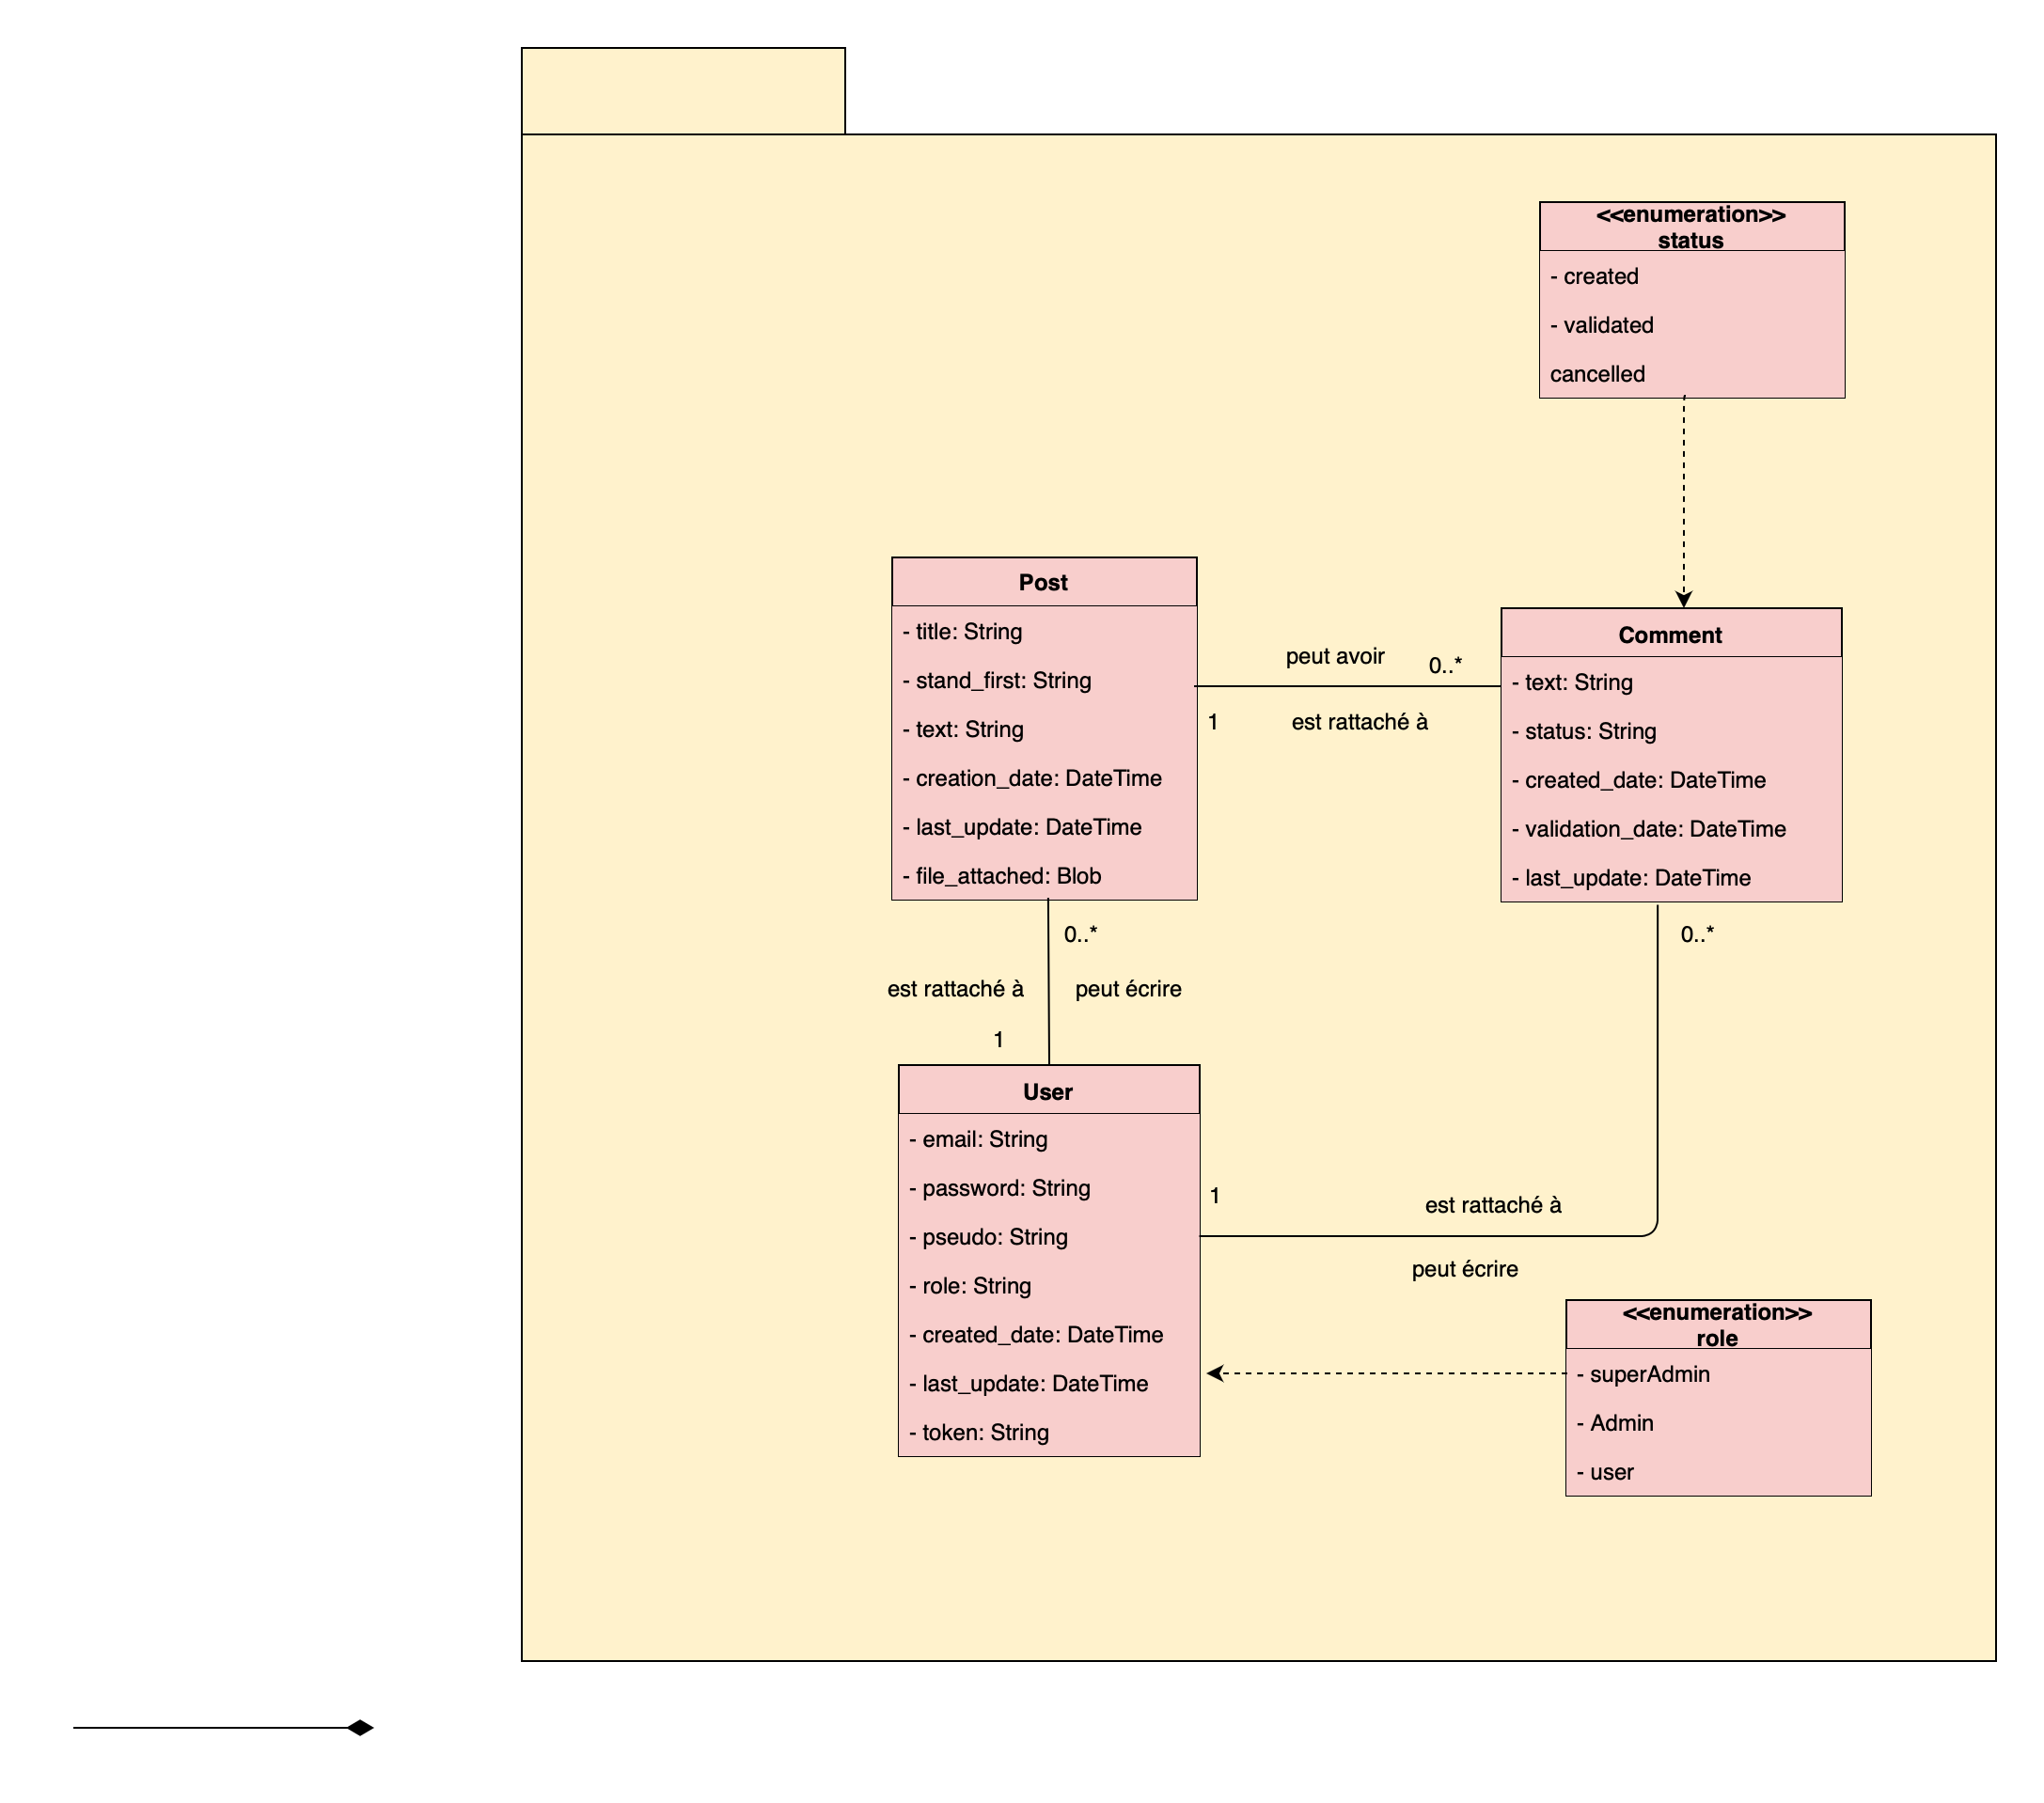 <<enumeration>>
status
- created
- validated
cancelled
Post
- title: String
- stand_first: String
- text: String
- creation_date: DateTime
- last_update: DateTime
- file_attached: Blob
peut avoir
0..*
1
est rattaché à
Comment
- text: String
- status: String
- created_date: DateTime
- validation_date: DateTime
- last_update: DateTime
0..*
est rattaché à
peut écrire
1
0..*
User
- email: String
- password: String
- pseudo: String
- role: String
- created_date: DateTime
- last_update: DateTime
- token: String
1
est rattaché à
peut écrire
<<enumeration>>
role
- superAdmin
- Admin
- user